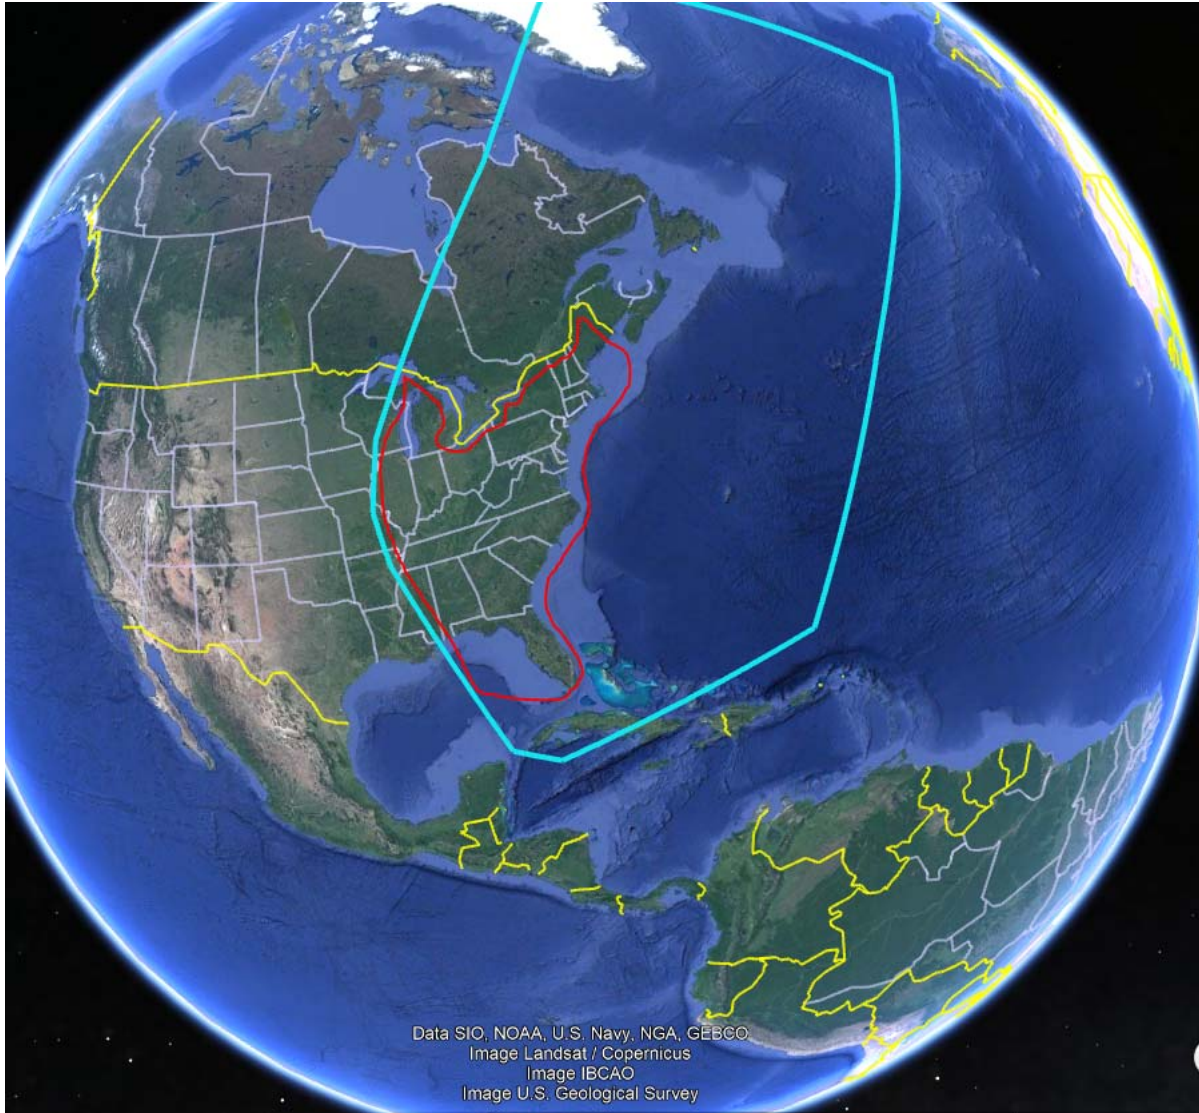 Data SIO, NOAA, U.S. Navy, NGA, GEBCO
Image Landsat / Copernicus
Image IBCAO
Image U.S. Geological Survey